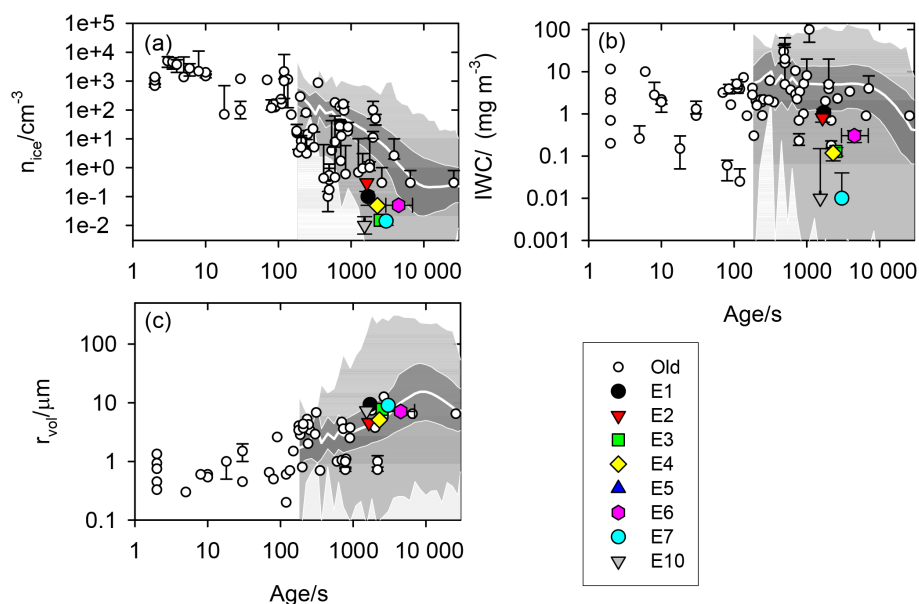 (a)
1e+5
1e+4
1e+3
1e+2
1e+1
1e+0
1e-1
1e-2
n_ice/cm^-3
1 10 100 1000 10 000
(b)
100
10
1
0.1
0.01
0.001
IWC/ (mg m^-3)
1 10 100 1000 10 000
Age/s
(c)
100
10
1
0.1
r_vol/µm
1 10 100 1000 10 000
Age/s
Old
E1
E2
E3
E4
E5
E6
E7
E10